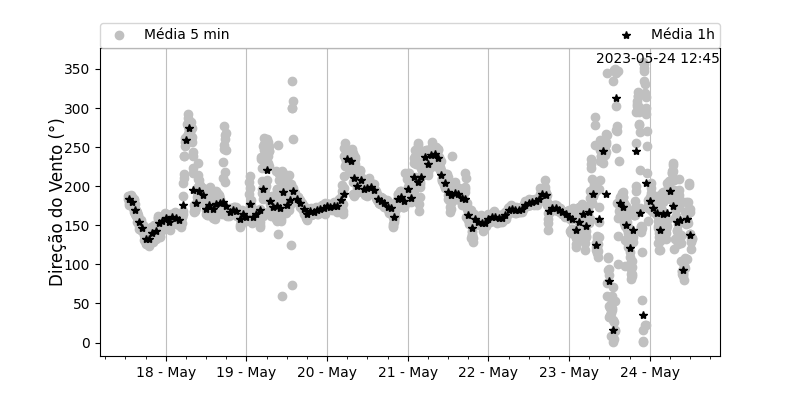 Média 5 min
Média 1h
2023-05-24 12:45
Direção do Vento (°)
350
300
250
200
150
100
50
0
18 - May
19 - May
20 - May
21 - May
22 - May
23 - May
24 - May